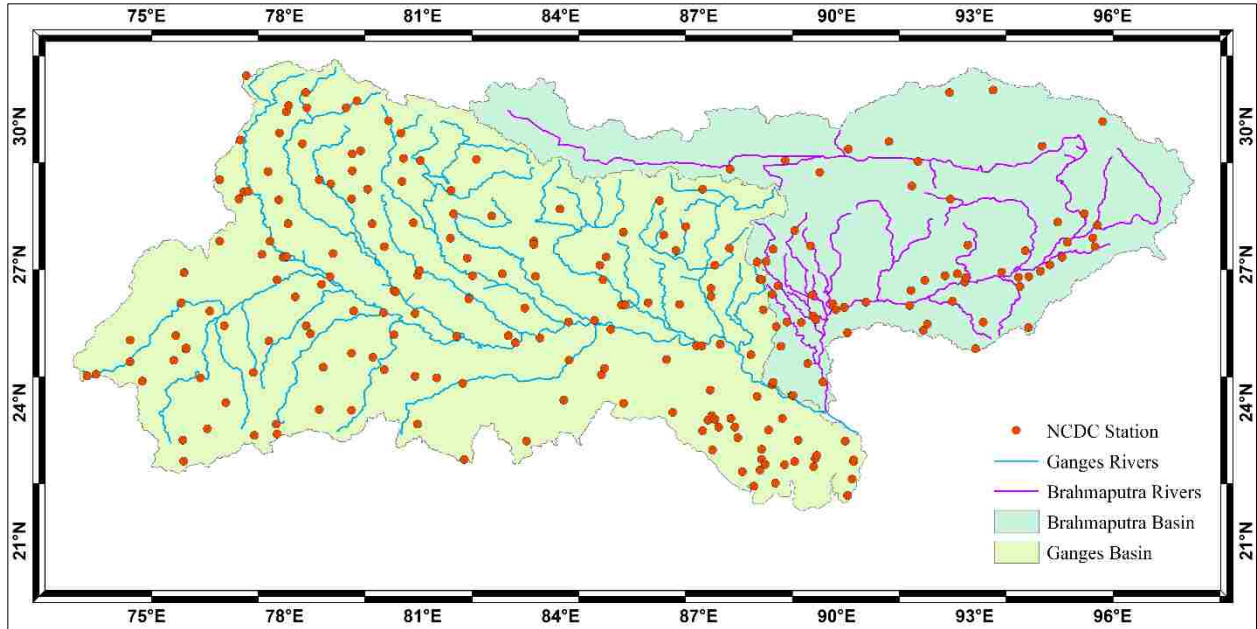 75°E 78°E 81°E 84°E 87°E 90°E 93°E 96°E
30°N 30°N
27°N 27°N
24°N 24°N
NCDC Station
Ganges Rivers
Brahmaputra Rivers
Brahmaputra Basin
Ganges Basin
21°N 21°N
75°E 78°E 81°E 84°E 87°E 90°E 93°E 96°E